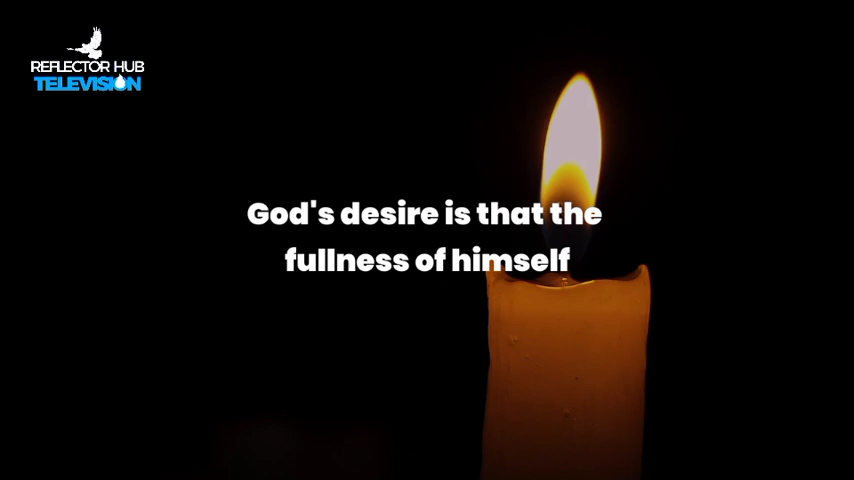 REFLECTOR HUB
TELEVISION
God's desire is that the
fullness of himself